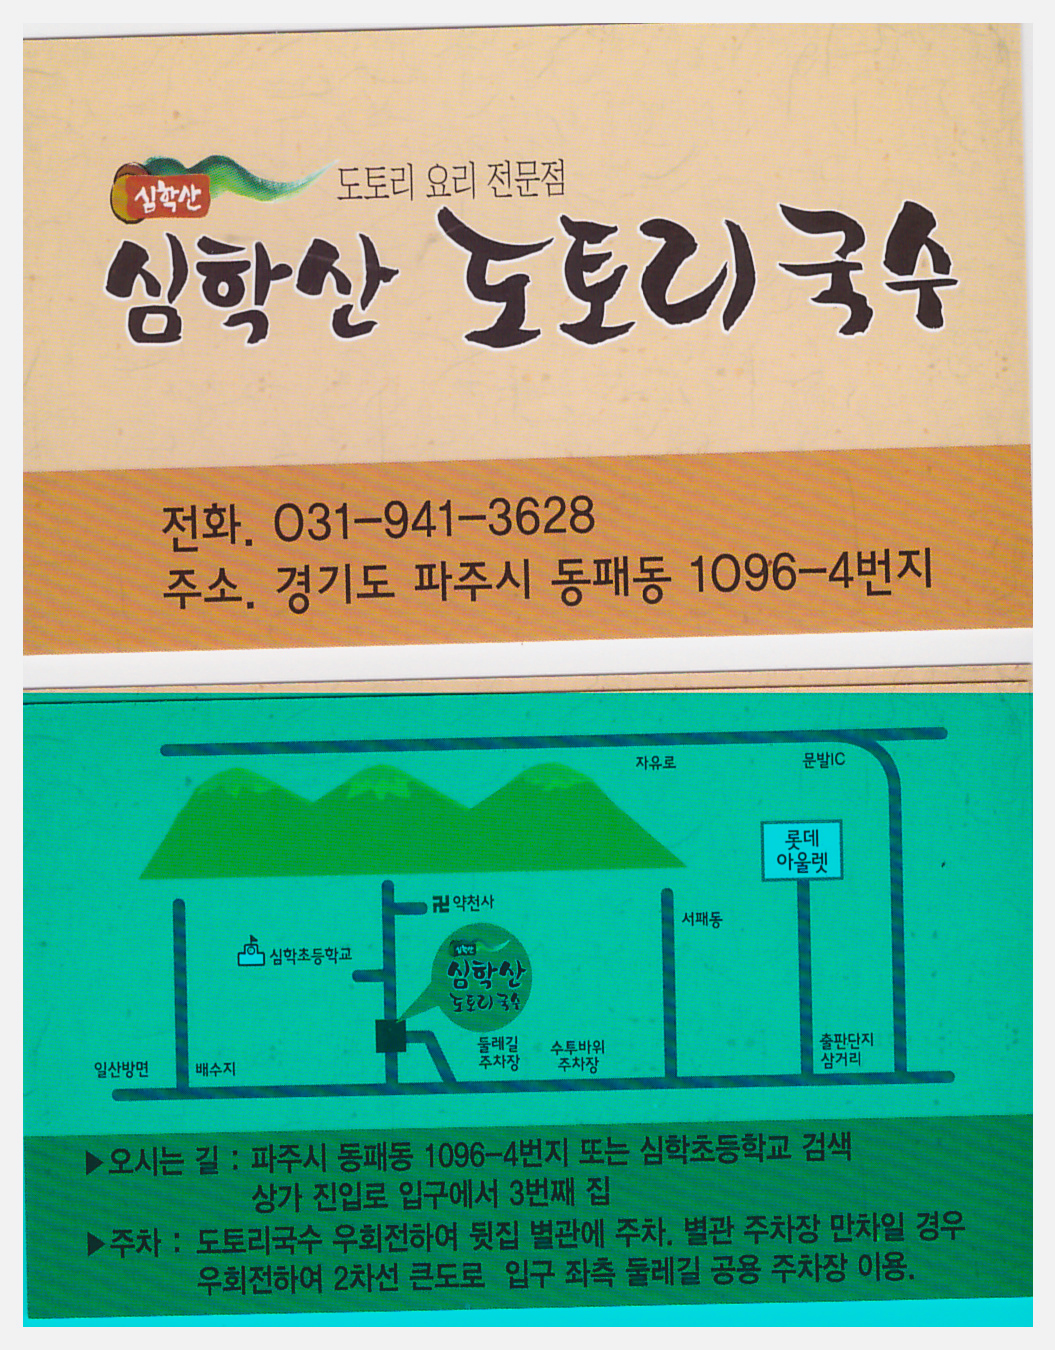 심학산
도토리 요리 전문점
심학산 도토리국수
전화. 031-941-3628
주소. 경기도 파주시 동패동 1096-4번지
자유로
문발IC
롯데
아울렛
卍 약천사
서패동
심학초등학교
심학산
심학산
도토리국수
둘레길
주차장
수투바위
주차장
출판단지
삼거리
일산방면
배수지
▶오시는 길 : 파주시 동패동 1096-4번지 또는 심학초등학교 검색
상가 진입로 입구에서 3번째 집
▶주차 : 도토리국수 우회전하여 뒷집 별관에 주차. 별관 주차장 만차일 경우
우회전하여 2차선 큰도로 입구 좌측 둘레길 공용 주차장 이용.